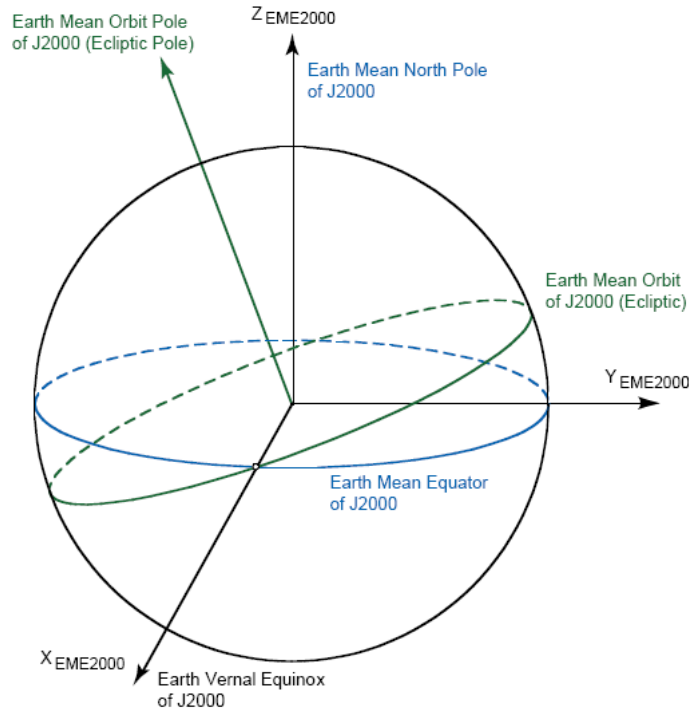 Earth Mean Orbit Pole
of J2000 (Ecliptic Pole)
Z EME2000
Earth Mean North Pole
of J2000
Earth Mean Orbit
of J2000 (Ecliptic)
Y EME2000
Earth Mean Equator
of J2000
X EME2000
Earth Vernal Equinox
of J2000